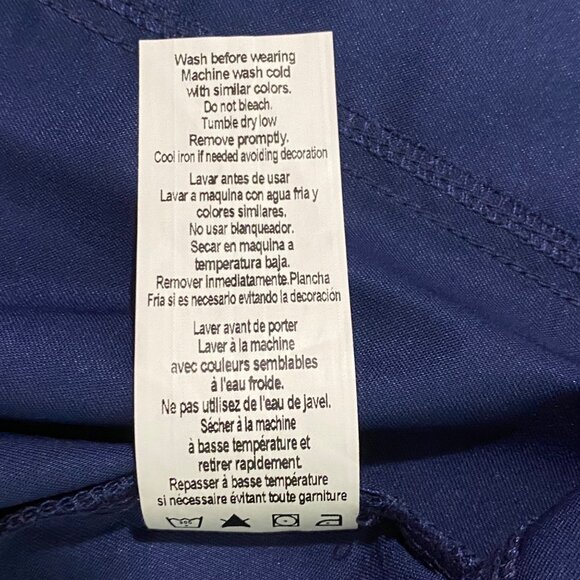 Wash before wearing
Machine wash cold
with similar colors.
Do not bleach.
Tumble dry low
Remove promptly.
Cool iron if needed avoiding decoration
Lavar antes de usar
Lavar a maquina con agua fria y
colores similares.
No usar blanqueador.
Secar en maquina a
temperatura baja.
Remover inmediatamente.Plancha
Fria si es necesario evitando la decoración
Laver avant de porter
Laver à la machine
avec couleurs semblables
à l'eau froide.
Ne pas utilisez de l'eau de javel.
Sécher à la machine
à basse température et
retirer rapidement.
Repasser à basse température
si nécessaire évitant toute garniture